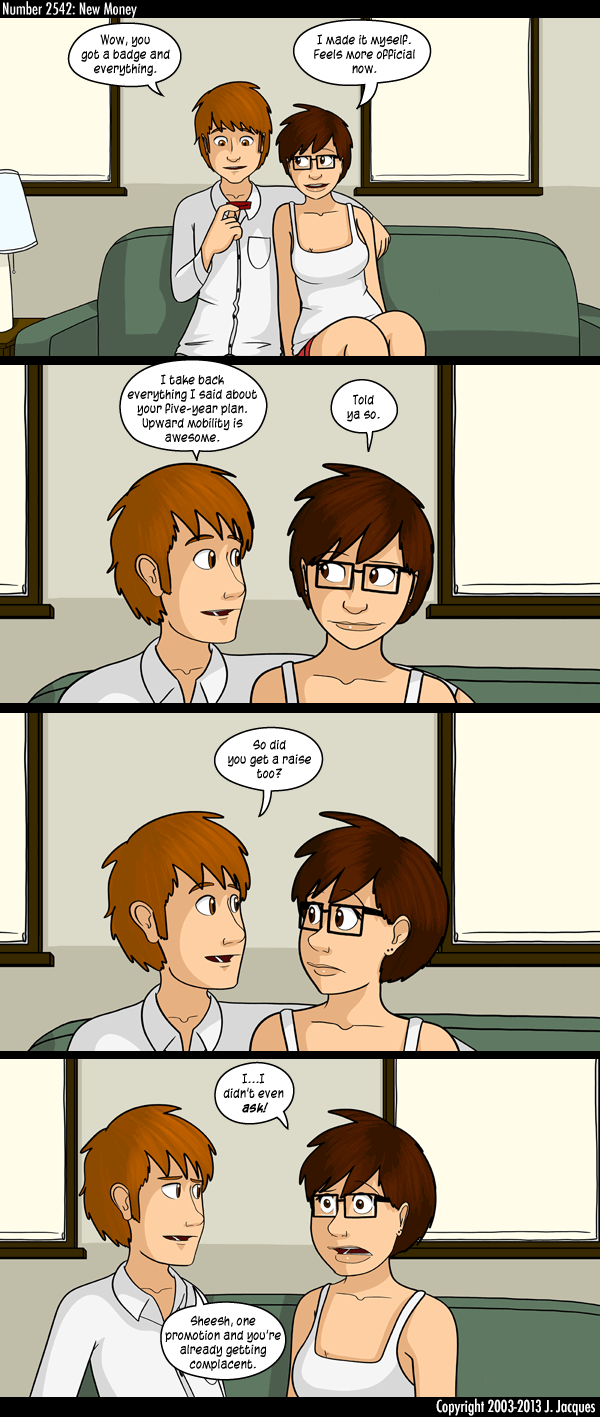 Number 2542: New Money
Wow, you
got a badge and
everything.
I made it myself.
Feels more official
now.
I take back
everything I said about
your five-year plan.
Upward mobility is
awesome.
Told
ya so.
So did
you get a raise
too?
I...I
didn't even
ask!
Sheesh, one
promotion and you're
already getting
complacent.
Copyright 2003-2013 J. Jacques